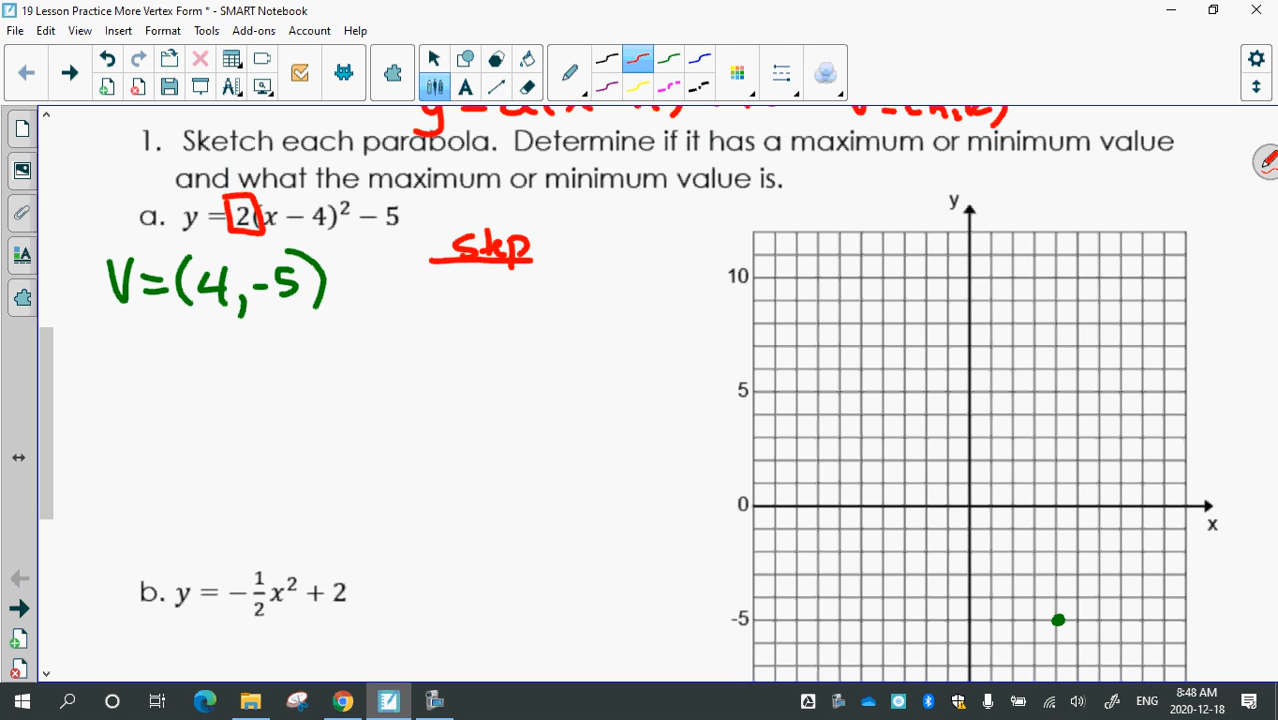 19 Lesson Practice More Vertex Form * - SMART Notebook
File Edit View Insert Format Tools Add-ons Account Help
1. Sketch each parabola. Determine if it has a maximum or minimum value
and what the maximum or minimum value is.
a. y = 2(x − 4)² − 5
step
V=(4,-5)
y
10
5
0
x
-5
b. y = −1/2x² + 2
ENG
8:48 AM
2020-12-18